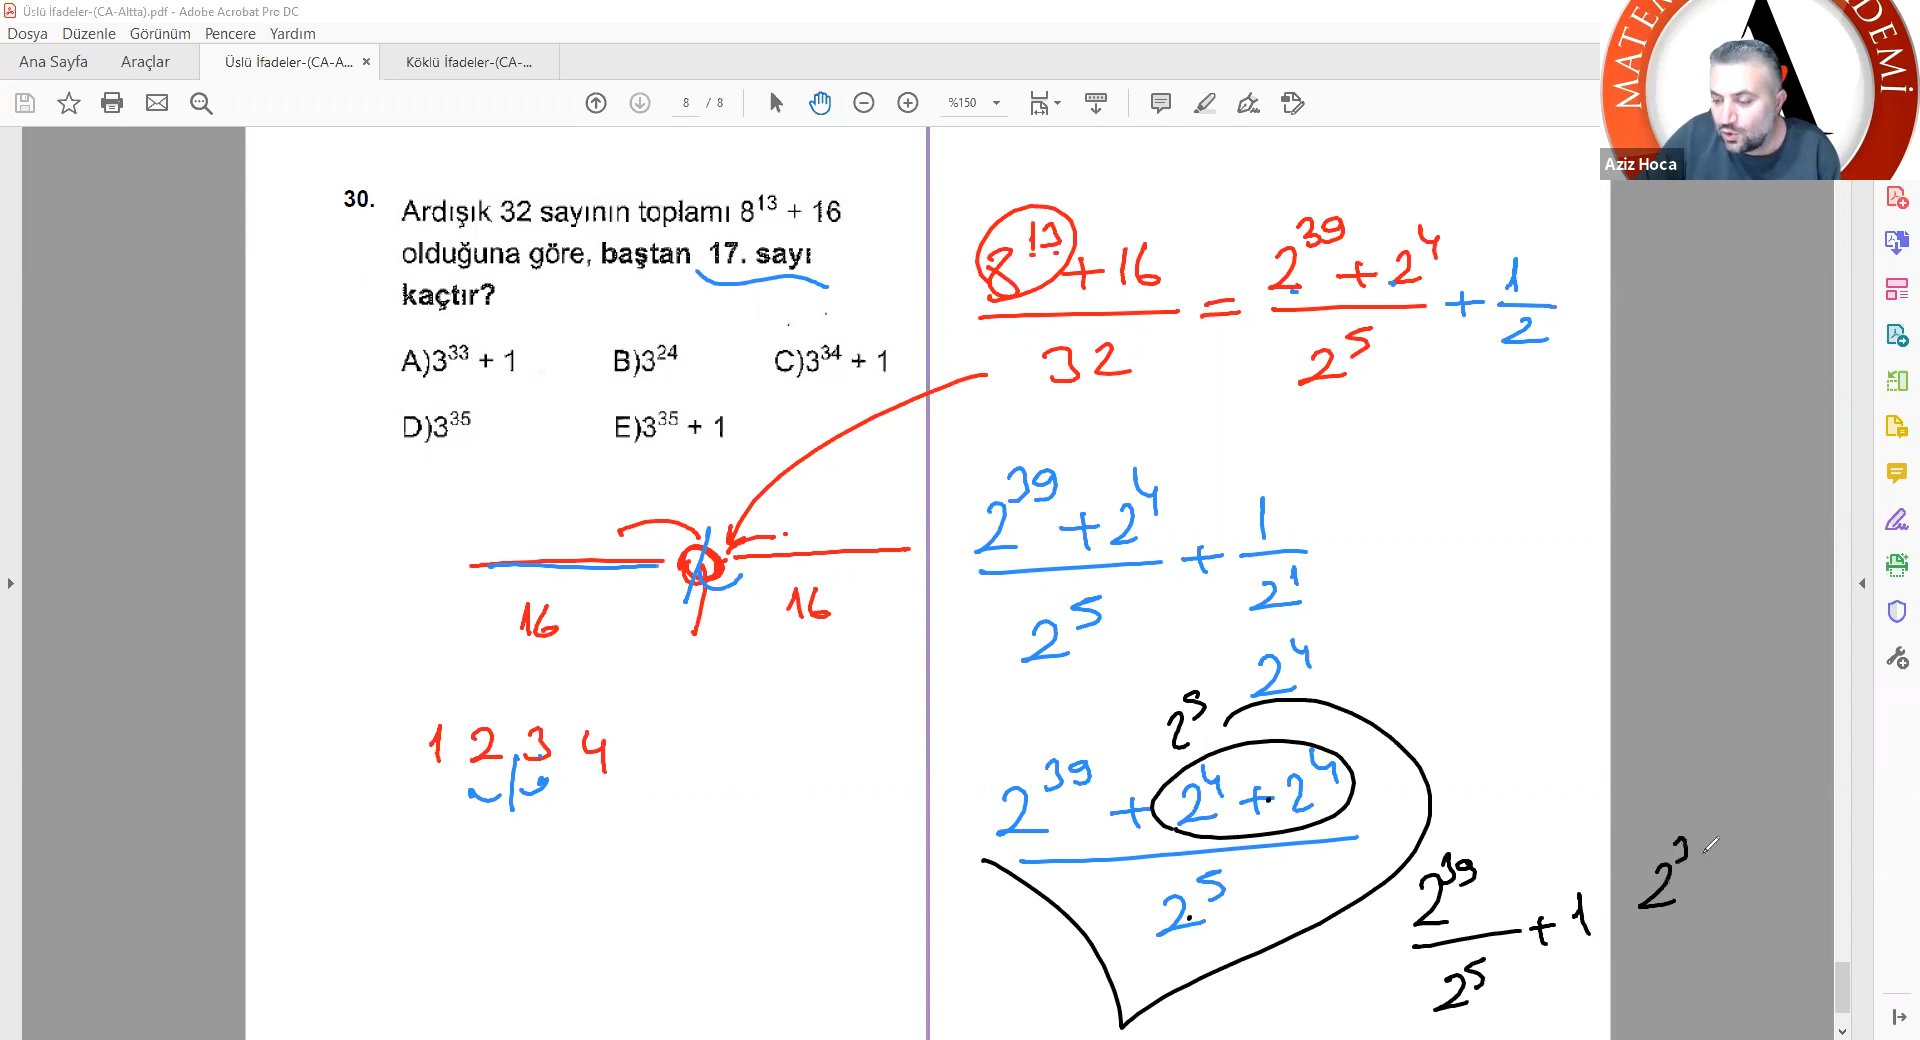 Üslü İfadeler-(CA-Altta).pdf - Adobe Acrobat Pro DC
Dosya Düzenle Görünüm Pencere Yardım
Ana Sayfa Araçlar Üslü İfadeler-(CA-A... × Köklü İfadeler-(CA-...
8 / 8 %150
MATEM
DEMİ
Aziz Hoca
30. Ardışık 32 sayının toplamı 8¹³ + 16
olduğuna göre, baştan 17. sayı
kaçtır?
A)3³³ + 1 B)3²⁴ C)3³⁴ + 1
D)3³⁵ E)3³⁵ + 1
16 16
1 2 3 4
8¹³ + 16 = 2³⁹ + 2⁴ + 1
32 2⁵ 2
2³⁹ + 2⁴ + 1
2⁵ 2¹
2⁴
2⁵
2³⁹ + 2⁴ + 2⁴
2⁵
2³⁹ + 1
2⁵
2³